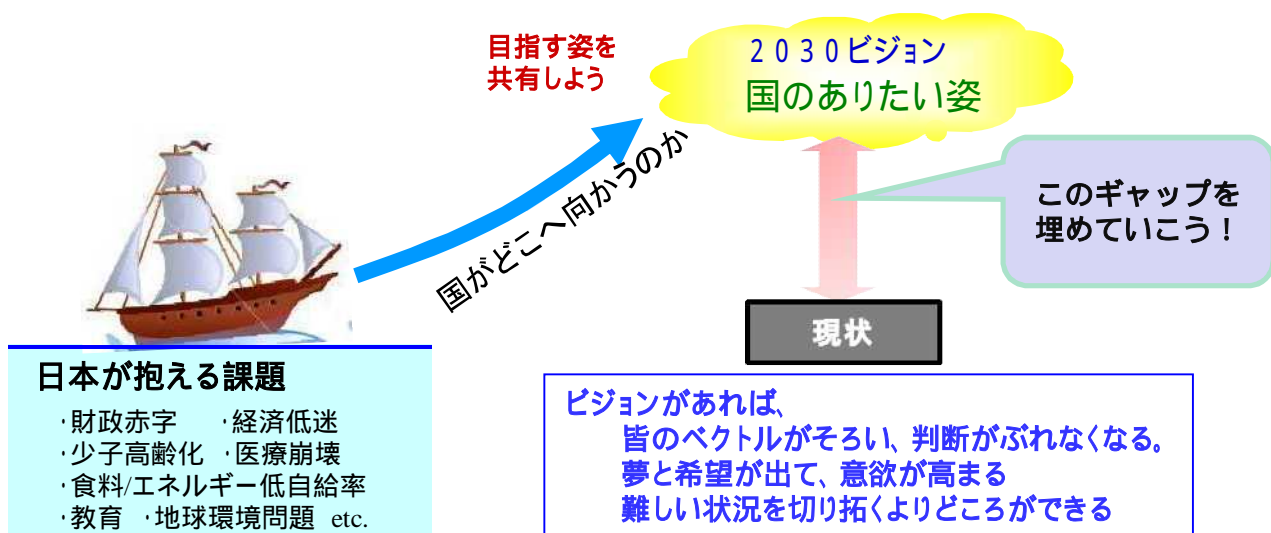 目指す姿を
共有しよう
2030ビジョン
国のありたい姿
国がどこへ向かうのか
このギャップを
埋めていこう！
現状
日本が抱える課題
・財政赤字　・経済低迷
・少子高齢化　・医療崩壊
・食料/エネルギー低自給率
・教育　・地球環境問題 etc.
ビジョンがあれば、
皆のベクトルがそろい、判断がぶれなくなる。
夢と希望が出て、意欲が高まる
難しい状況を切り拓くよりどころができる